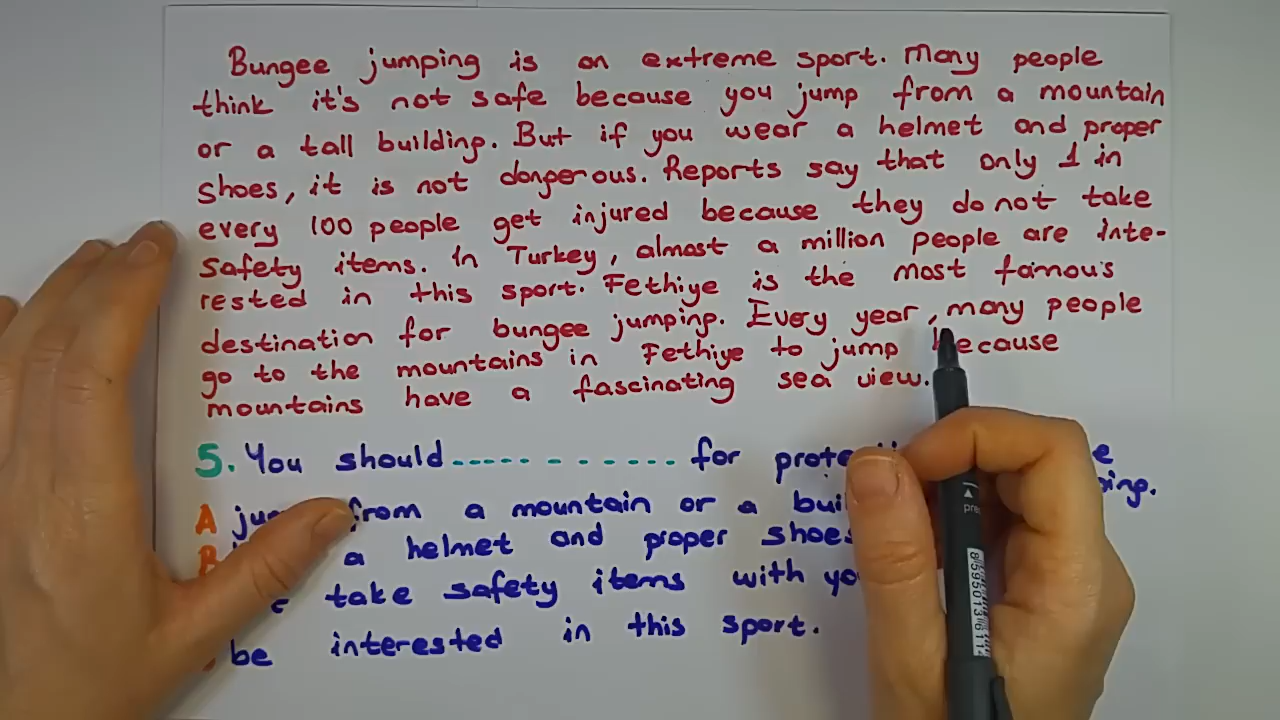 Bungee jumping is an extreme sport. Many people
think it's not safe because you jump from a mountain
or a tall building. But if you wear a helmet and proper
shoes, it is not dangerous. Reports say that only 1 in
every 100 people get injured because they do not take
safety items. In Turkey, almost a million people are inte-
rested in this sport. Fethiye is the most famous
destination for bungee jumping. Every year, many people
go to the mountains in Fethiye to jump because
mountains have a fascinating sea view.
5. You should ............ for
A from a mountain or a
B a helmet and proper shoes
take safety items with
be interested in this sport.